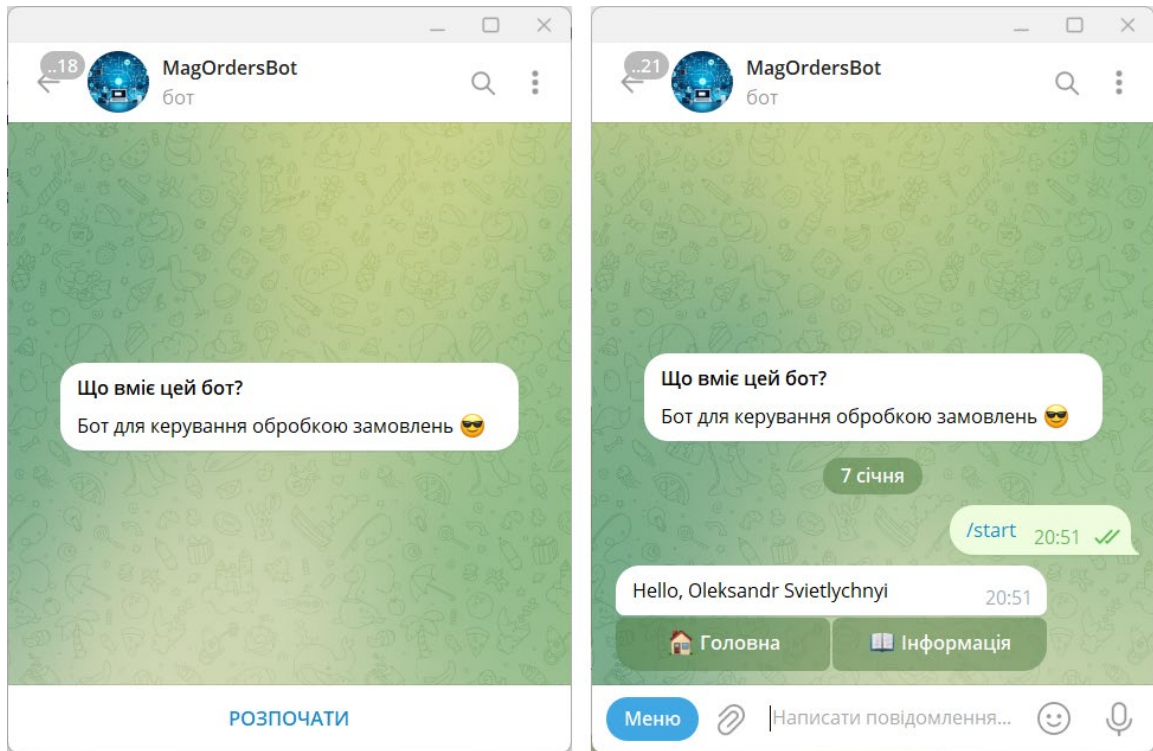 ..18
MagOrdersBot
бот
Що вміє цей бот?
Бот для керування обробкою замовлень 😎
РОЗПОЧАТИ
..21
MagOrdersBot
бот
Що вміє цей бот?
Бот для керування обробкою замовлень 😎
7 січня
/start 20:51
Hello, Oleksandr Svietlychnyi 20:51
🏠 Головна 📖 Інформація
Меню Написати повідомлення...